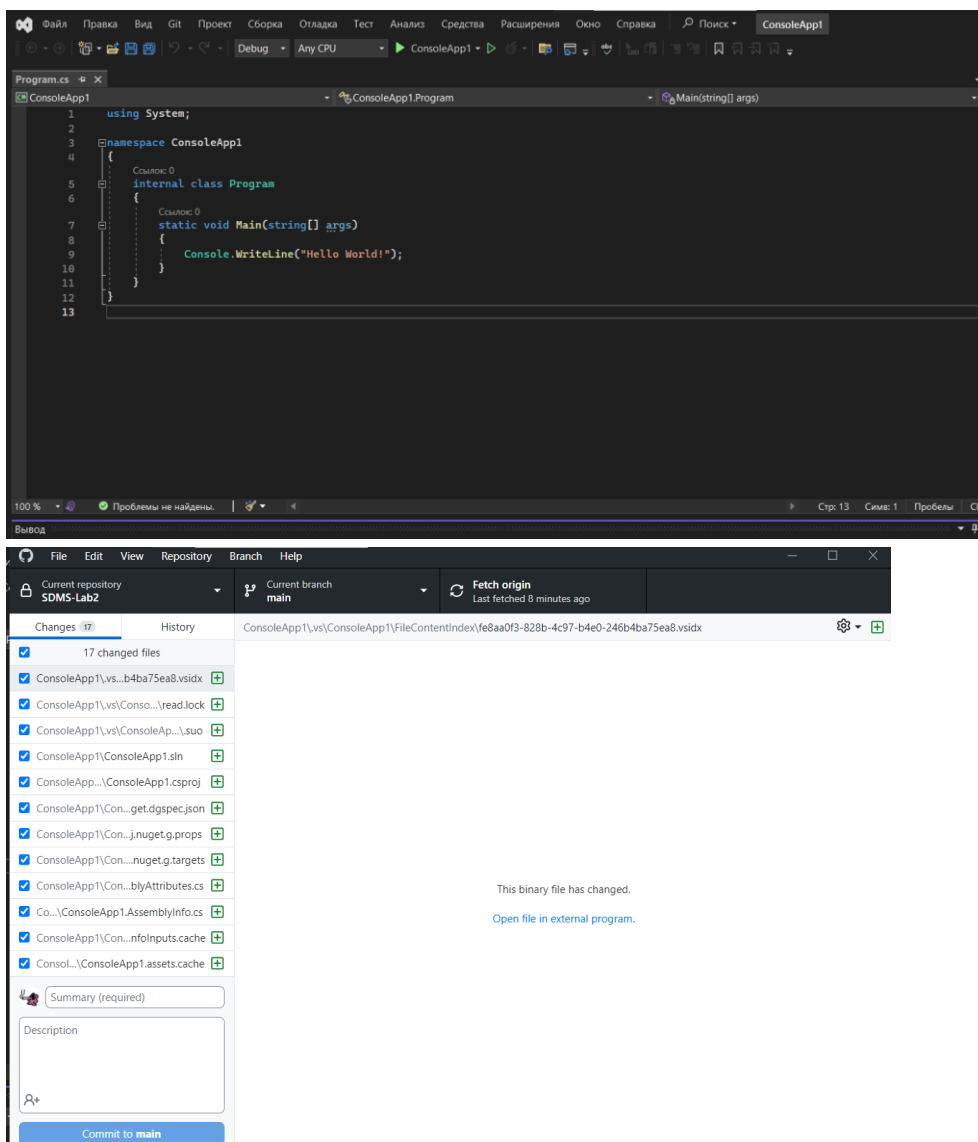 Файл Правка Вид Git Проект Сборка Отладка Тест Анализ Средства Расширения Окно Справка Поиск ConsoleApp1
Debug Any CPU ConsoleApp1
Program.cs
ConsoleApp1 ConsoleApp1.Program Main(string[] args)
1 using System;
2
3 namespace ConsoleApp1
4 {
Ссылок: 0
5 internal class Program
6 {
Ссылок: 0
7 static void Main(string[] args)
8 {
9 Console.WriteLine("Hello World!");
10 }
11 }
12 }
13
100 % Проблемы не найдены. Стр: 13 Симв: 1 Пробелы
Вывод
File Edit View Repository Branch Help
Current repository
SDMS-Lab2
Current branch
main
Fetch origin
Last fetched 8 minutes ago
Changes 17 History
ConsoleApp1\.vs\ConsoleApp1\FileContentIndex\fe8aa0f3-828b-4c97-b4e0-246b4ba75ea8.vsidx
17 changed files
ConsoleApp1\.vs...b4ba75ea8.vsidx
ConsoleApp1\.vs\Conso...\read.lock
ConsoleApp1\.vs\ConsoleAp...\.suo
ConsoleApp1\ConsoleApp1.sln
ConsoleApp...\ConsoleApp1.csproj
ConsoleApp1\Con...get.dgspec.json
ConsoleApp1\Con...j.nuget.g.props
ConsoleApp1\Con....nuget.g.targets
ConsoleApp1\Con...blyAttributes.cs
Co...\ConsoleApp1.AssemblyInfo.cs
ConsoleApp1\Con...nfoInputs.cache
Consol...\ConsoleApp1.assets.cache
This binary file has changed.
Open file in external program.
Summary (required)
Description
Commit to main